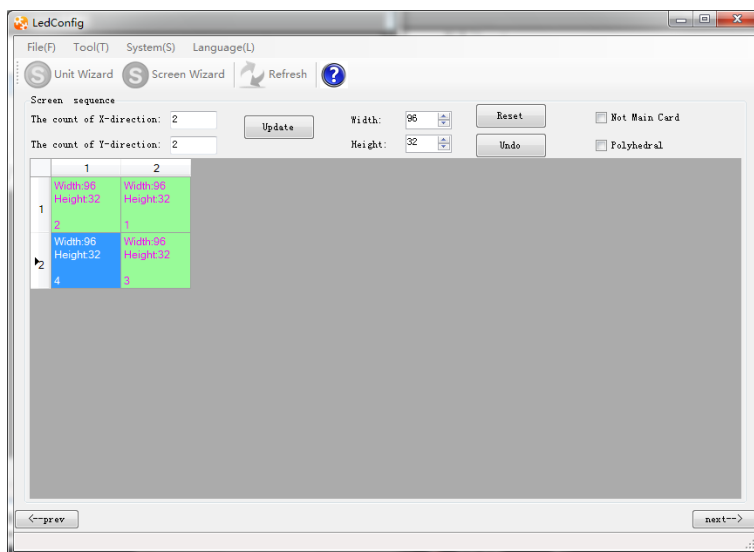 LedConfig
File(F) Tool(T) System(S) Language(L)
S Unit Wizard S Screen Wizard Refresh ?
Screen sequence
The count of X-direction: 2 Update Width: 96 Reset Not Main Card
The count of Y-direction: 2 Height: 32 Undo Polyhedral
1 2
1
Width:96 Width:96
Height:32 Height:32
2 1
2
Width:96 Width:96
Height:32 Height:32
4 3
<--prev next-->